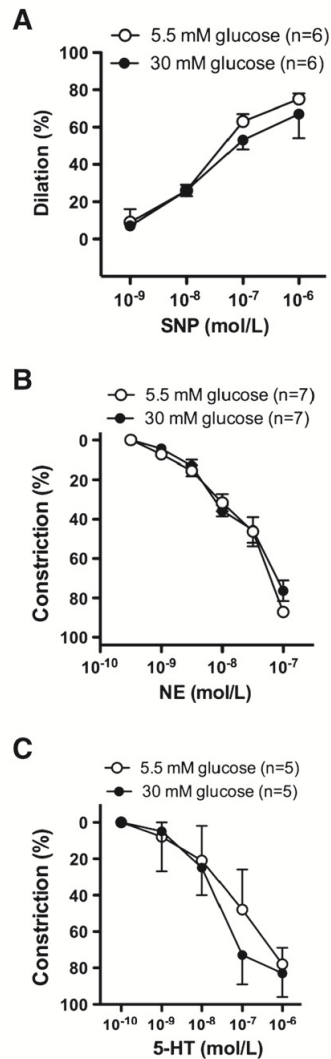 A
5.5 mM glucose (n=6)
30 mM glucose (n=6)
100
80
60
40
20
0
Dilation (%)
10-9 10-8 10-7 10-6
SNP (mol/L)
B
5.5 mM glucose (n=7)
30 mM glucose (n=7)
0
20
40
60
80
100
Constriction (%)
10-10 10-9 10-8 10-7
NE (mol/L)
C
5.5 mM glucose (n=5)
30 mM glucose (n=5)
0
20
40
60
80
100
Constriction (%)
10-10 10-9 10-8 10-7 10-6
5-HT (mol/L)